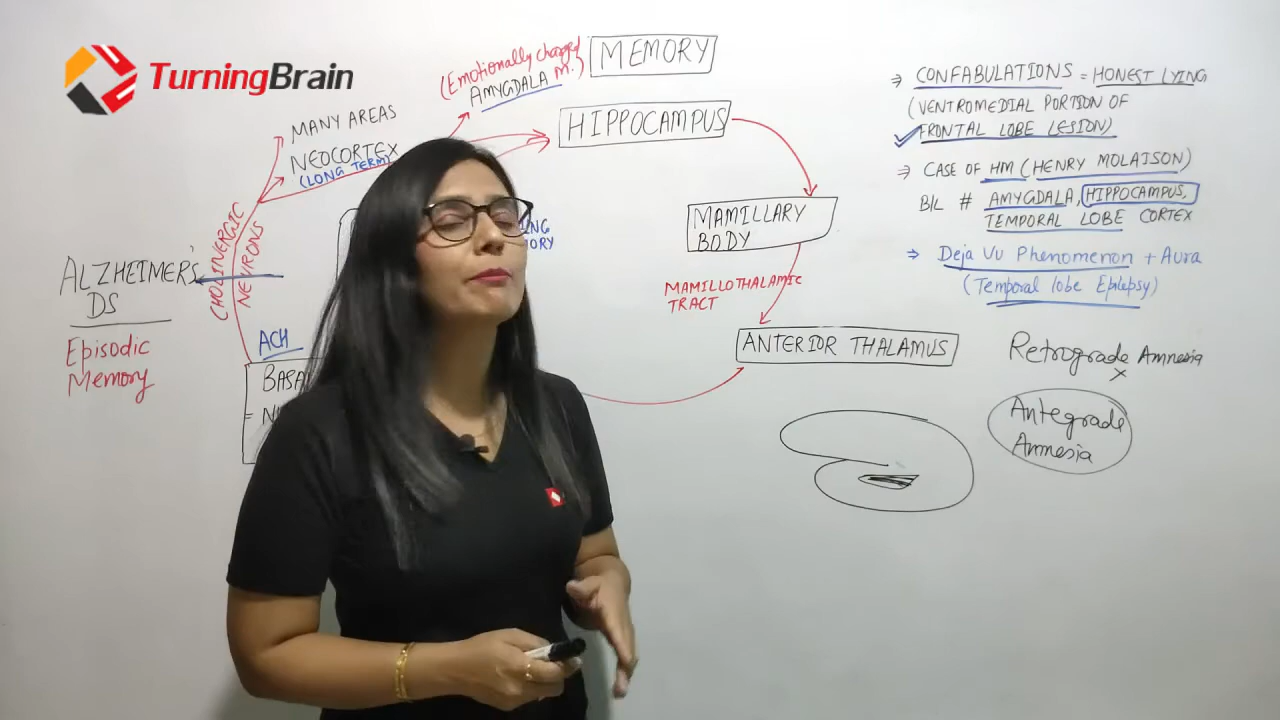 TurningBrain
(Emotionally charged
AMYGDALA M.)
MEMORY
MANY AREAS
NEOCORTEX
(LONG TERM)
HIPPOCAMPUS
MAMILLARY
BODY
MAMILLOTHALAMIC
TRACT
ANTERIOR THALAMUS
CHOLINERGIC
NEURONS
ALZHEIMER'S
DS
Episodic
Memory
ACH
⇒ CONFABULATIONS = HONEST LYING
(VENTROMEDIAL PORTION OF
FRONTAL LOBE LESION)
⇒ CASE OF HM (HENRY MOLAISON)
B/L # AMYGDALA, HIPPOCAMPUS,
TEMPORAL LOBE CORTEX
⇒ Deja Vu Phenomenon + Aura
(Temporal lobe Epilepsy)
Retrograde Amnesia
x
Antegrade
Amnesia